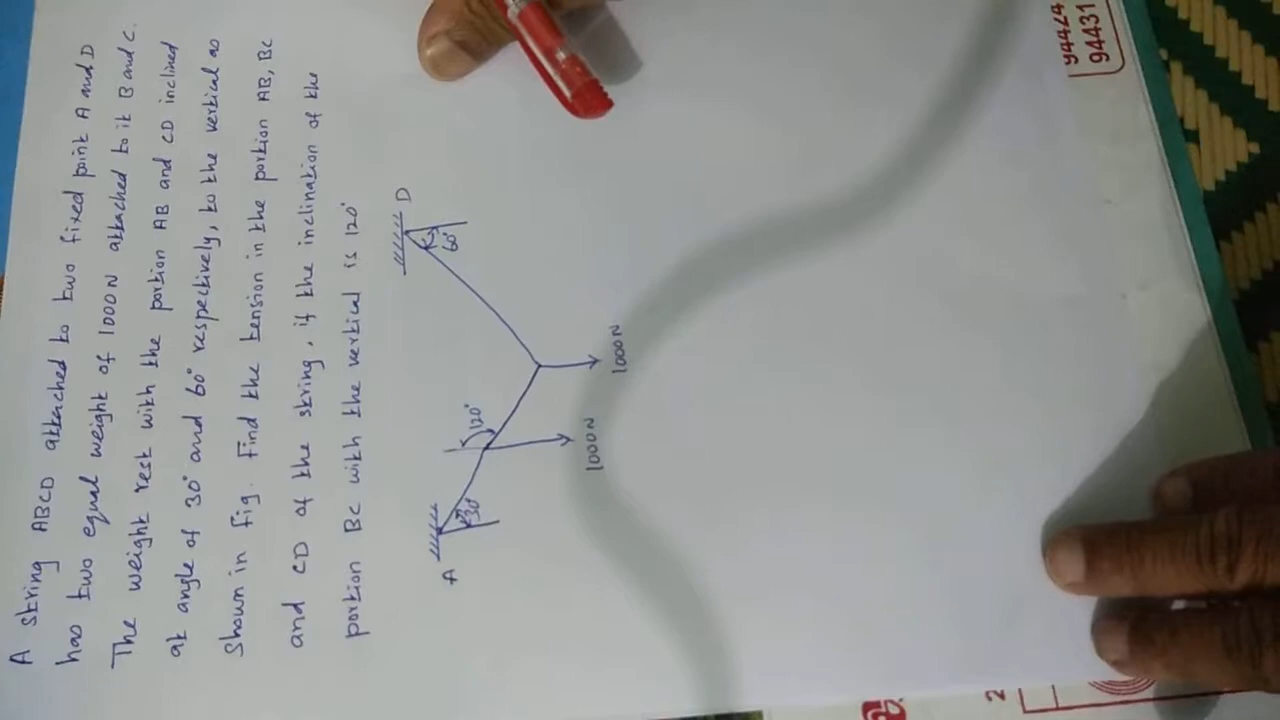 A string ABCD attached to two fixed point A and D
has two equal weight of 1000N attached to it B and C.
The weight rest with the portion AB and CD inclined
at angle of 30° and 60° respectively, to the vertical as
Shown in fig. Find the tension in the portion AB, BC
and CD of the string, if the inclination of the
portion BC with the vertical is 120°
A
30°
120°
1000N
1000N
60°
D
94424
94431
2